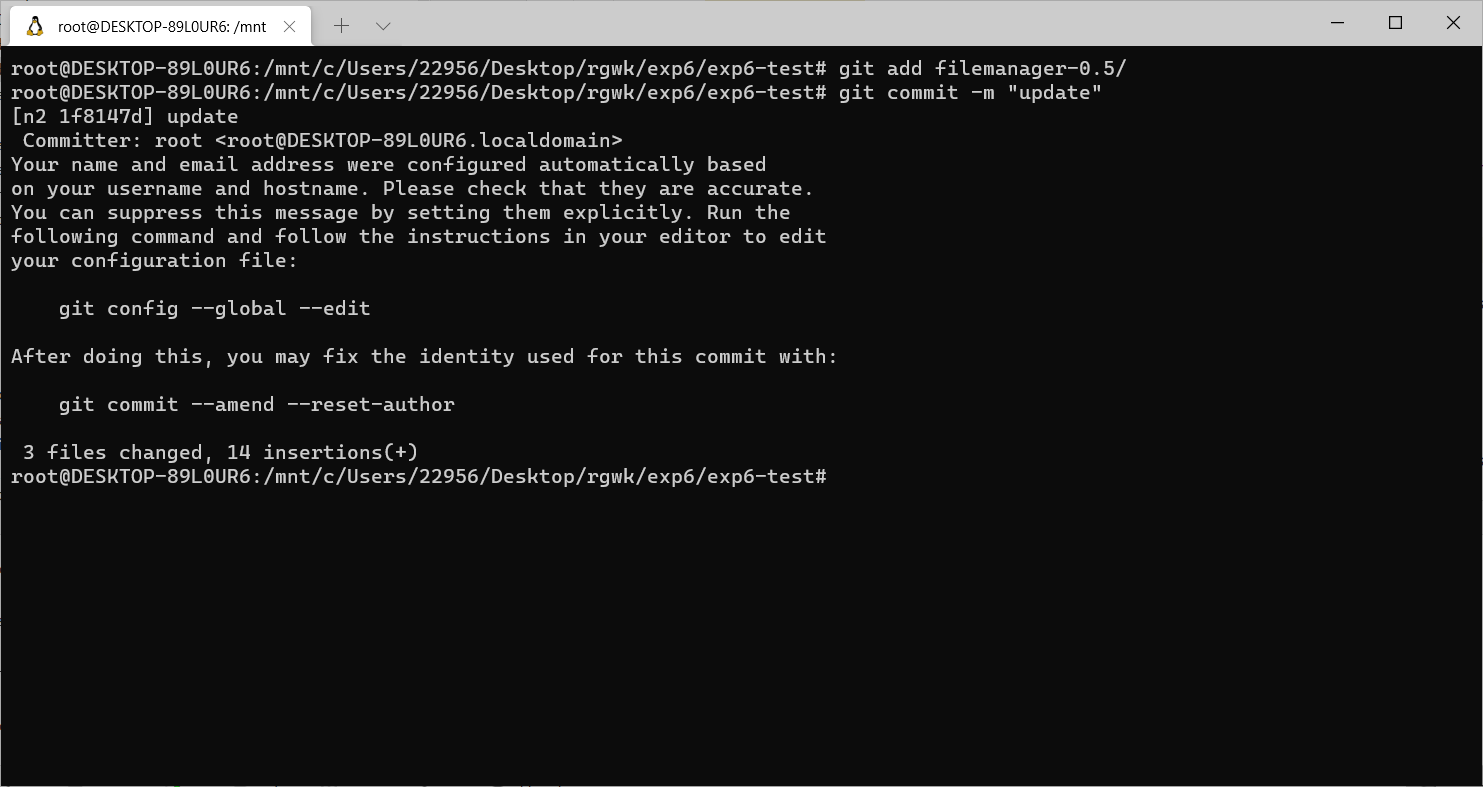 root@DESKTOP-89L0UR6: /mnt
root@DESKTOP-89L0UR6:/mnt/c/Users/22956/Desktop/rgwk/exp6/exp6-test# git add filemanager-0.5/
root@DESKTOP-89L0UR6:/mnt/c/Users/22956/Desktop/rgwk/exp6/exp6-test# git commit -m "update"
[n2 1f8147d] update
 Committer: root <root@DESKTOP-89L0UR6.localdomain>
Your name and email address were configured automatically based
on your username and hostname. Please check that they are accurate.
You can suppress this message by setting them explicitly. Run the
following command and follow the instructions in your editor to edit
your configuration file:
    git config --global --edit
After doing this, you may fix the identity used for this commit with:
    git commit --amend --reset-author
 3 files changed, 14 insertions(+)
root@DESKTOP-89L0UR6:/mnt/c/Users/22956/Desktop/rgwk/exp6/exp6-test#